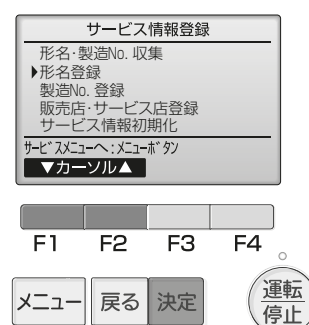 サービス情報登録
形名･製造No. 収集
▶形名登録
製造No. 登録
販売店･サービス店登録
サービス情報初期化
ｻｰﾋﾞｽﾒﾆｭｰへ:ﾒﾆｭｰﾎﾞﾀﾝ
▼カーソル▲
F1 F2 F3 F4
メニュー 戻る 決定 運転
停止